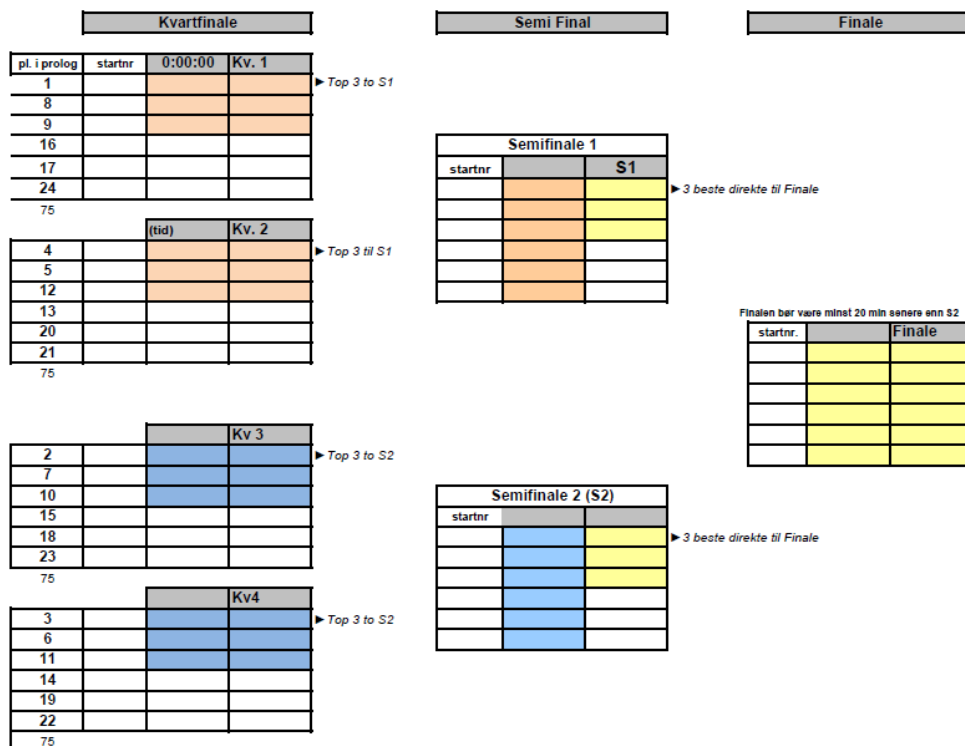 Kvartfinale
Semi Final
Finale
pl. i prolog startnr 0:00:00 Kv. 1
1 ►Top 3 to S1
8
9
16
17
24
75
(tid) Kv. 2
4 ►Top 3 til S1
5
12
13
20
21
75
Kv 3
2 ►Top 3 to S2
7
10
15
18
23
75
Kv4
3 ►Top 3 to S2
6
11
14
19
22
75
Semifinale 1
startnr S1
►3 beste direkte til Finale
Semifinale 2 (S2)
startnr
►3 beste direkte til Finale
Finalen bør være minst 20 min senere enn S2
startnr. Finale